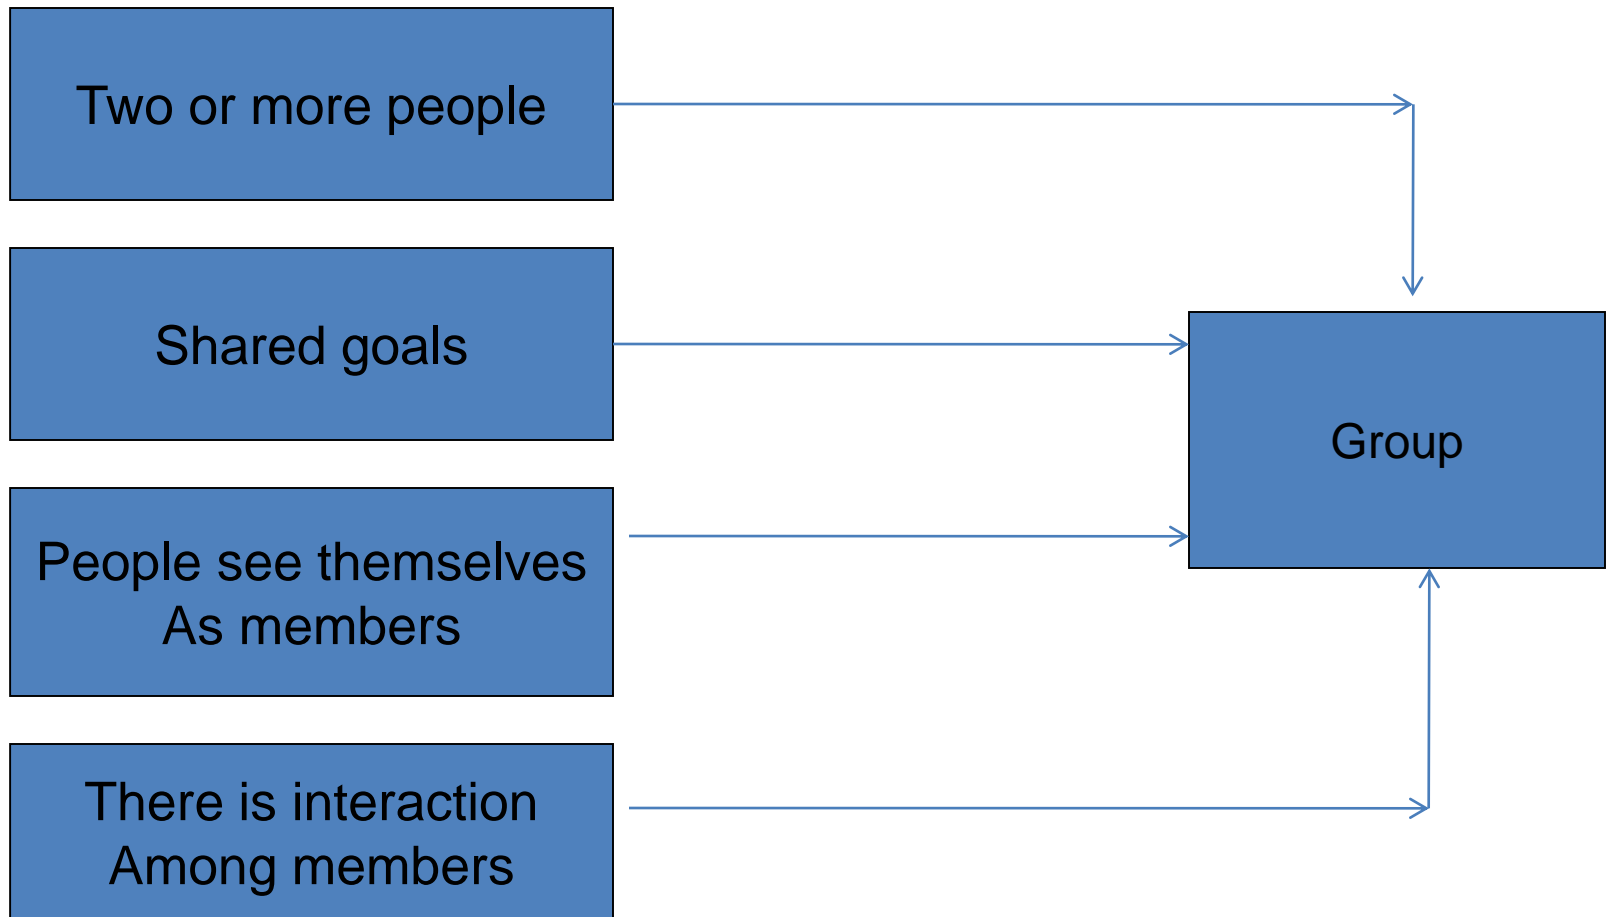 Two or more people
Shared goals
Group
People see themselves
As members
There is interaction
Among members